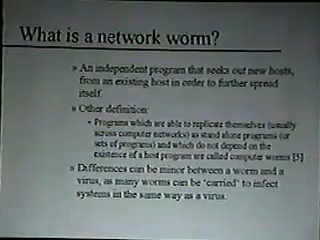 What is a network worm?
» An independent program that seeks out new hosts,
from an existing host in order to further spread
itself.
» Other definition:
• Programs which are able to replicate themselves (usually
across computer networks) as stand alone programs (or
sets of programs) and which do not depend on the
existence of a host program are called computer worms [5]
» Differences can be minor between a worm and a
virus, as many worms can be 'carried' to infect
systems in the same way as a virus.